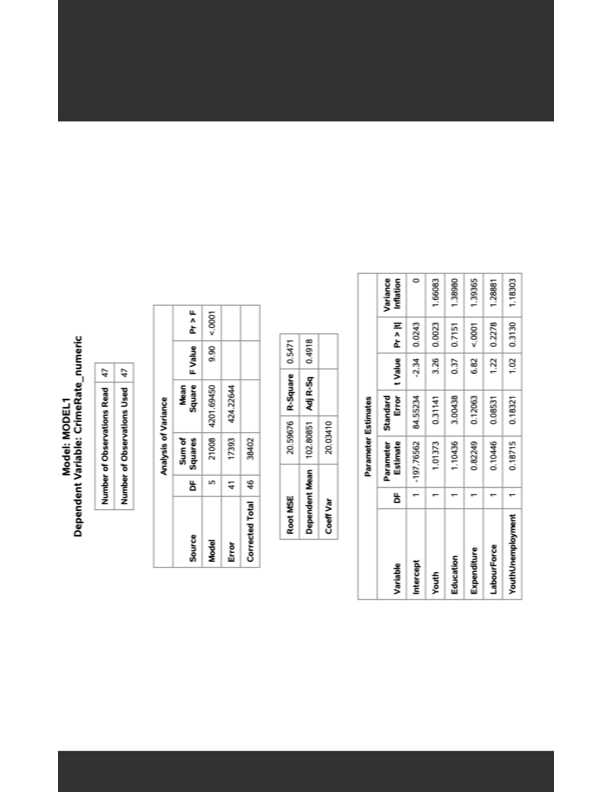 Model: MODEL1
Dependent Variable: CrimeRate_numeric
Number of Observations Read 47
Number of Observations Used 47
Analysis of Variance
Source DF Sum of Squares Mean Square F Value Pr > F
Model 5 21008 4201.69450 9.90 <.0001
Error 41 17393 424.22644
Corrected Total 46 38402
Root MSE 20.59676 R-Square 0.5471
Dependent Mean 102.80851 Adj R-Sq 0.4918
Coeff Var 20.03410
Parameter Estimates
Variable DF Parameter Estimate Standard Error t Value Pr > |t| Variance Inflation
Intercept 1 -197.76562 84.55234 -2.34 0.0243 0
Youth 1 1.01373 0.31141 3.26 0.0023 1.66083
Education 1 1.10436 3.00438 0.37 0.7151 1.38980
Expenditure 1 0.82249 0.12063 6.82 <.0001 1.39365
LabourForce 1 0.10446 0.08531 1.22 0.2278 1.28881
YouthUnemployment 1 0.18715 0.18321 1.02 0.3130 1.18303